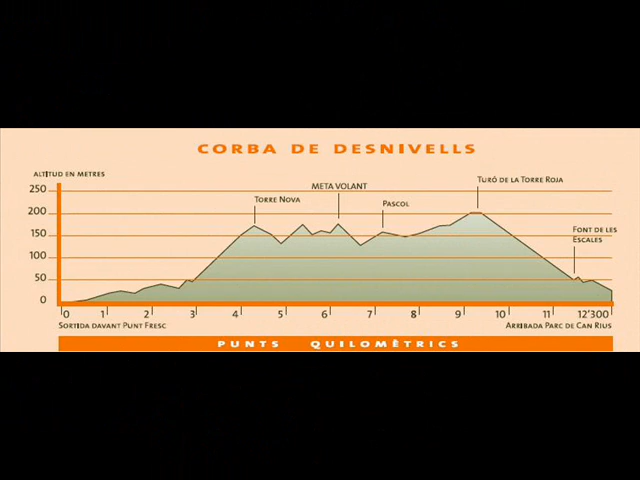 CORBA DE DESNIVELLS
ALTITUD EN METRES
TURÓ DE LA TORRE ROJA
META VOLANT
TORRE NOVA
PASCOL
FONT DE LES
ESCALES
250
200
150
100
50
0
0 1 2 3 4 5 6 7 8 9 10 11 12'300
SORTIDA DAVANT PUNT FRESC
ARRIBADA PARC DE CAN RIUS
PUNTS QUILOMÈTRICS